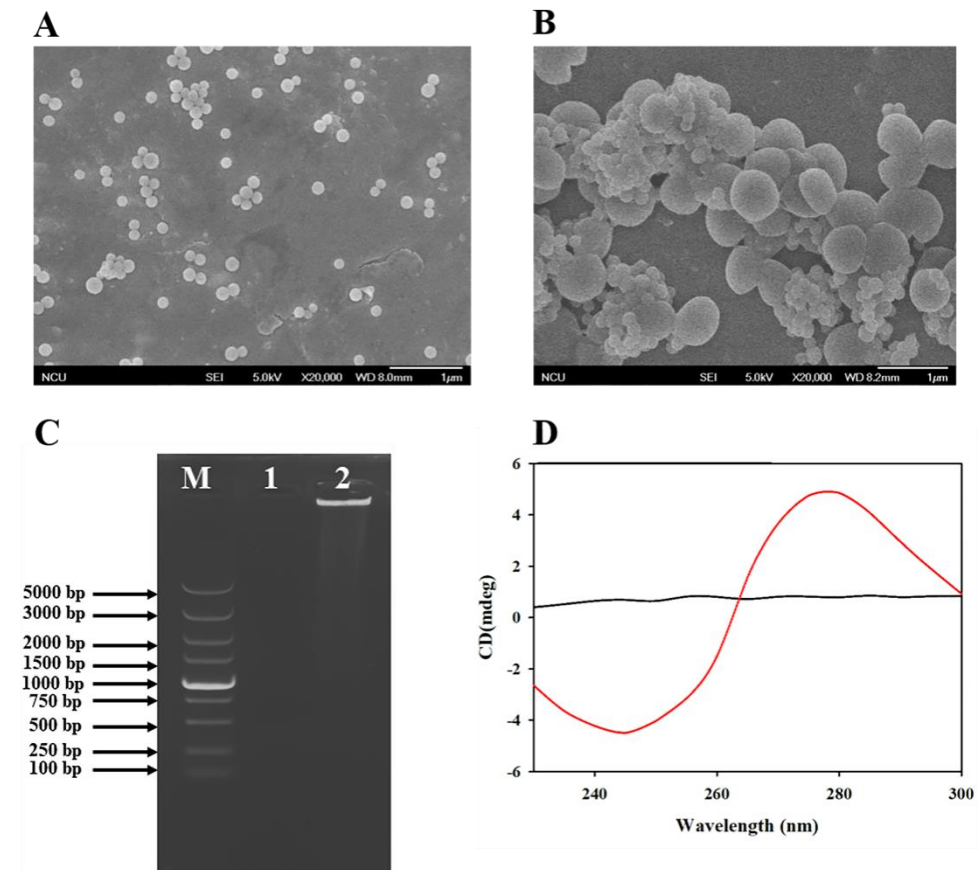 A
B
NCU SEI 5.0kV X20,000 WD 8.0mm 1μm
NCU SEI 5.0kV X20,000 WD 8.2mm 1μm
C
D
M 1 2
5000 bp
3000 bp
2000 bp
1500 bp
1000 bp
750 bp
500 bp
250 bp
100 bp
6
4
2
0
-2
-4
-6
CD(mdeg)
240 260 280 300
Wavelength (nm)